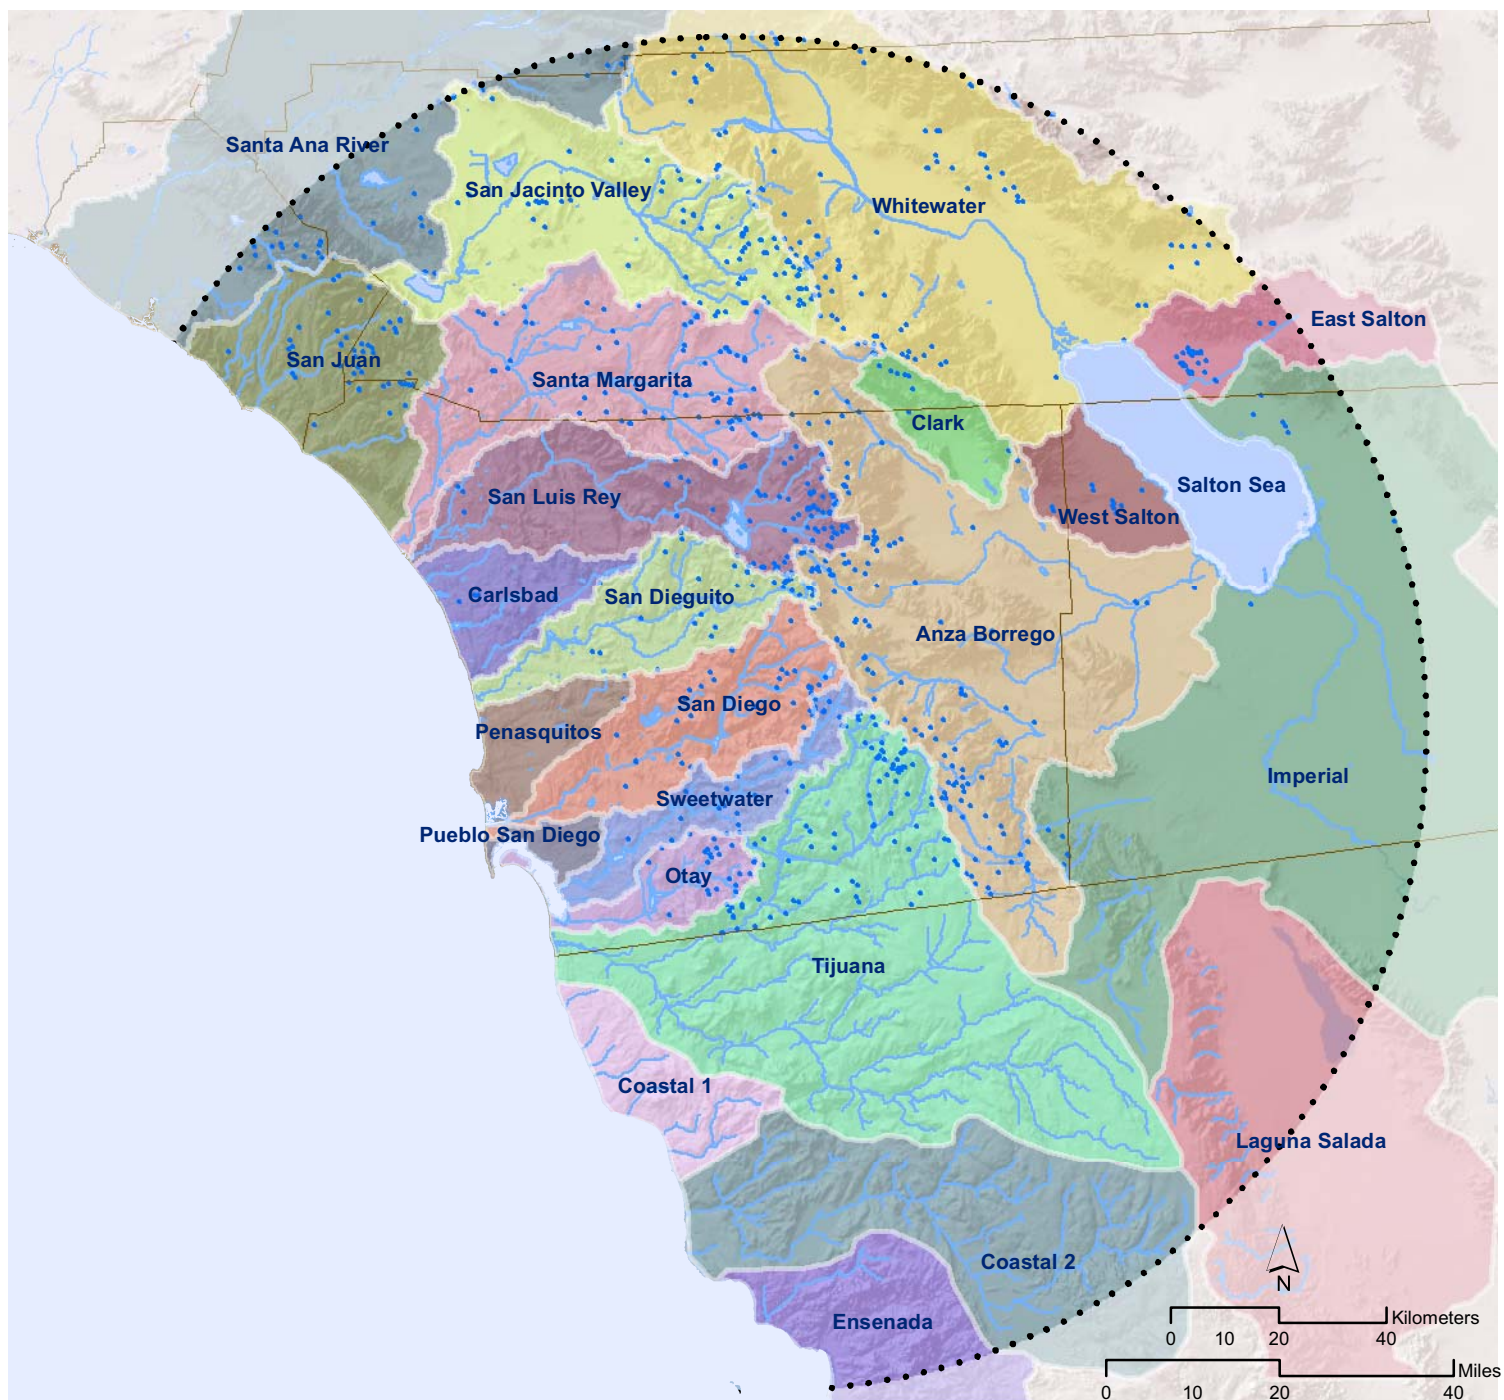 Santa Ana River
San Jacinto Valley
Whitewater
East Salton
San Juan
Santa Margarita
Clark
Salton Sea
San Luis Rey
West Salton
Carlsbad
San Dieguito
Anza Borrego
San Diego
Penasquitos
Imperial
Sweetwater
Pueblo San Diego
Otay
Tijuana
Coastal 1
Laguna Salada
Coastal 2
N
Ensenada
Kilometers
0 10 20 40
Miles
0 10 20 40